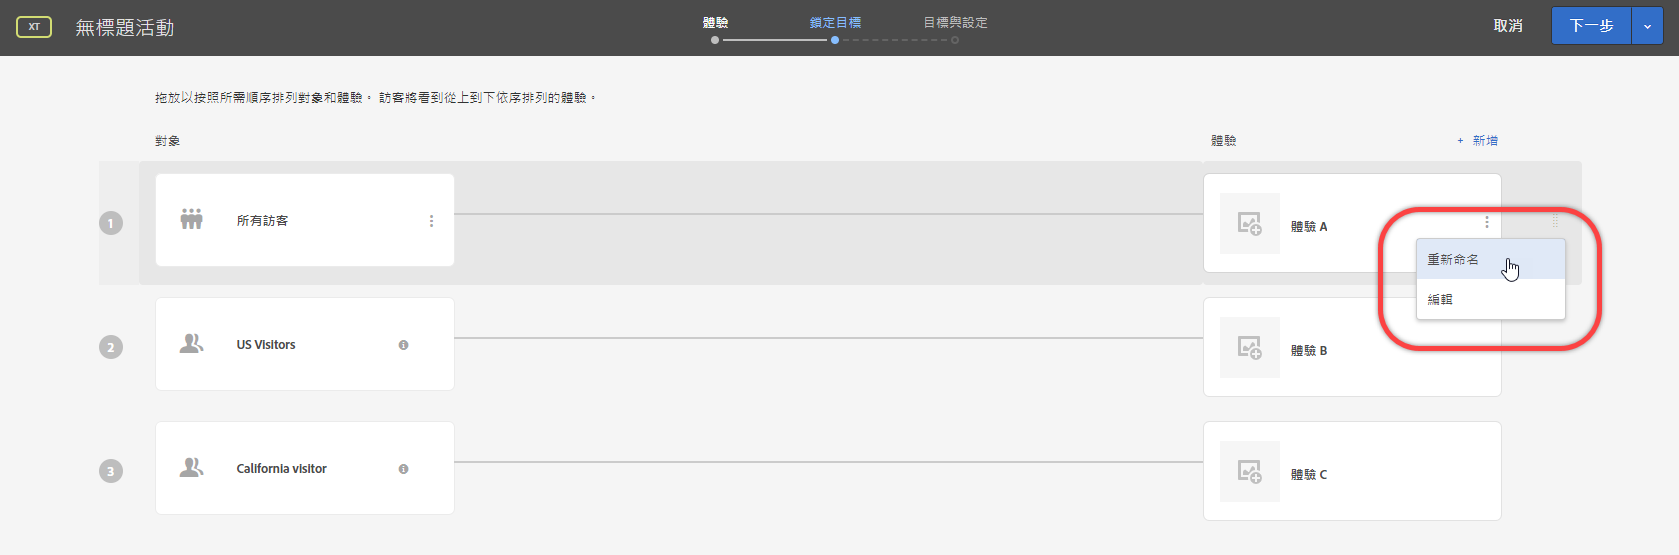 XT 無標題活動 體驗 鎖定目標 目標與設定 取消 下一步
拖放以按照所需順序排列對象和體驗。 訪客將看到從上到下依序排列的體驗。
對象 體驗 + 新增
1 所有訪客 體驗 A
重新命名
編輯
2 US Visitors 體驗 B
3 California visitor 體驗 C